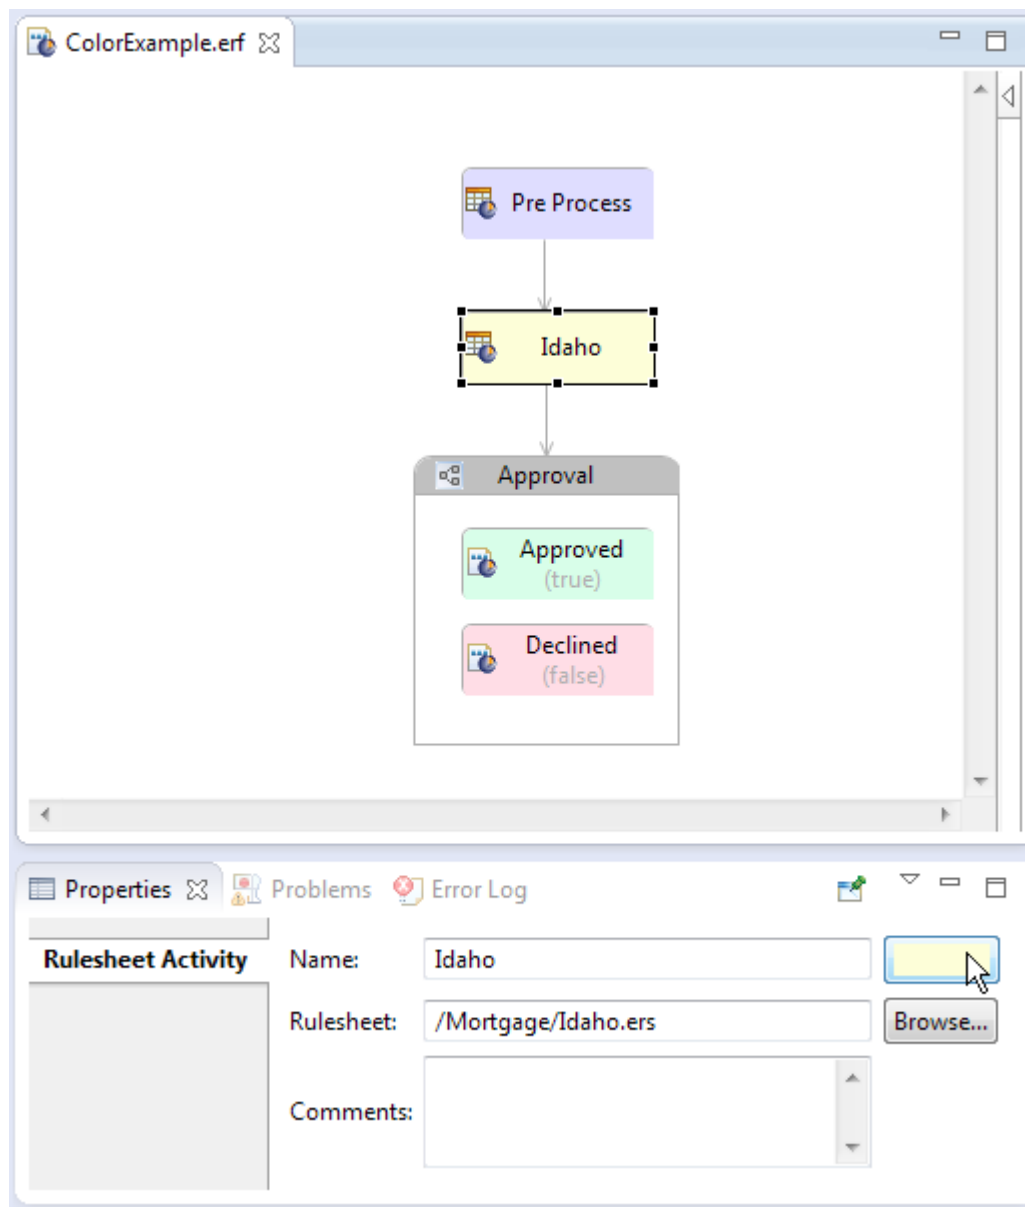 ColorExample.erf
Pre Process
Idaho
Approval
Approved
(true)
Declined
(false)
Properties Problems Error Log
Rulesheet Activity
Name: Idaho
Rulesheet: /Mortgage/Idaho.ers Browse...
Comments: